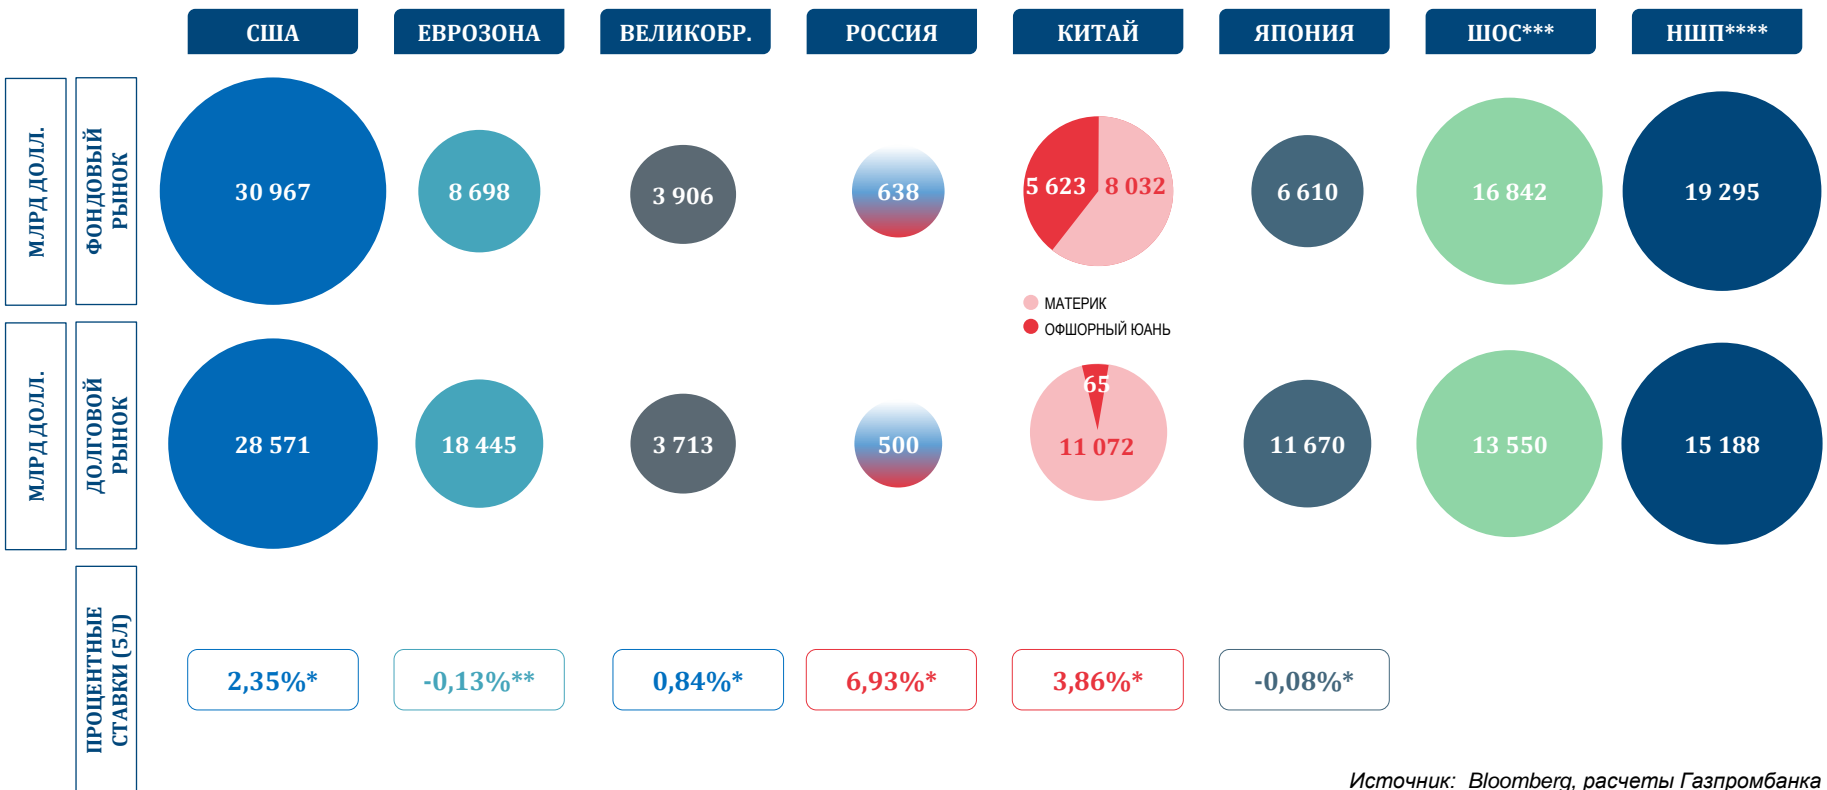 США
ЕВРОЗОНА
ВЕЛИКОБР.
РОССИЯ
КИТАЙ
ЯПОНИЯ
ШОС***
НШП****
МЛРД ДОЛЛ.
ФОНДОВЫЙ
РЫНОК
30 967
8 698
3 906
638
5 623
8 032
6 610
16 842
19 295
МАТЕРИК
ОФШОРНЫЙ ЮАНЬ
МЛРД ДОЛЛ.
ДОЛГОВОЙ
РЫНОК
28 571
18 445
3 713
500
65
11 072
11 670
13 550
15 188
ПРОЦЕНТНЫЕ
СТАВКИ (5Л)
2,35%*
-0,13%**
0,84%*
6,93%*
3,86%*
-0,08%*
Источник: Bloomberg, расчеты Газпромбанка